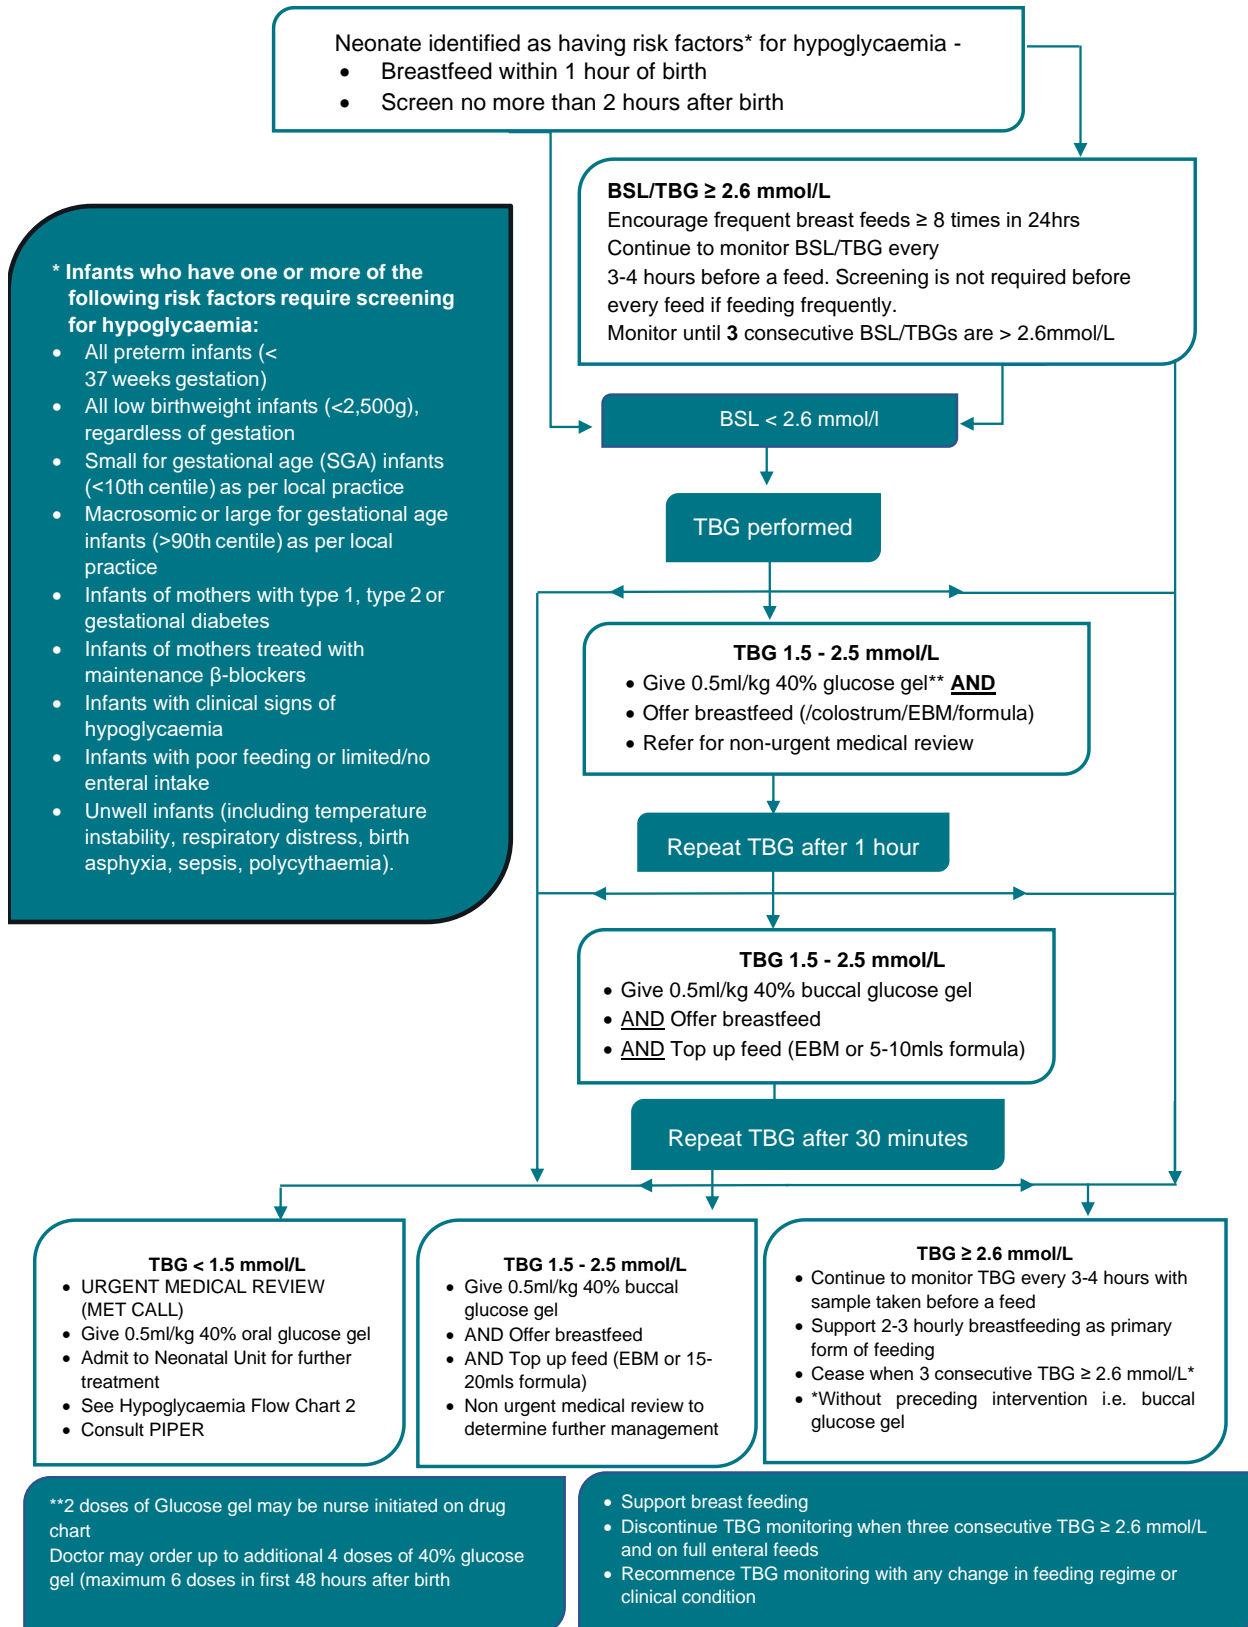 Neonate identified as having risk factors* for hypoglycaemia -
• Breastfeed within 1 hour of birth
• Screen no more than 2 hours after birth
BSL/TBG ≥ 2.6 mmol/L
Encourage frequent breast feeds ≥ 8 times in 24hrs
Continue to monitor BSL/TBG every
3-4 hours before a feed. Screening is not required before
every feed if feeding frequently.
Monitor until 3 consecutive BSL/TBGs are > 2.6mmol/L
* Infants who have one or more of the
following risk factors require screening
for hypoglycaemia:
• All preterm infants (<
37 weeks gestation)
• All low birthweight infants (<2,500g),
regardless of gestation
• Small for gestational age (SGA) infants
(<10th centile) as per local practice
• Macrosomic or large for gestational age
infants (>90th centile) as per local
practice
• Infants of mothers with type 1, type 2 or
gestational diabetes
• Infants of mothers treated with
maintenance β-blockers
• Infants with clinical signs of
hypoglycaemia
• Infants with poor feeding or limited/no
enteral intake
• Unwell infants (including temperature
instability, respiratory distress, birth
asphyxia, sepsis, polycythaemia).
BSL < 2.6 mmol/l
TBG performed
TBG 1.5 - 2.5 mmol/L
• Give 0.5ml/kg 40% glucose gel** AND
• Offer breastfeed (/colostrum/EBM/formula)
• Refer for non-urgent medical review
Repeat TBG after 1 hour
TBG 1.5 - 2.5 mmol/L
• Give 0.5ml/kg 40% buccal glucose gel
• AND Offer breastfeed
• AND Top up feed (EBM or 5-10mls formula)
Repeat TBG after 30 minutes
TBG < 1.5 mmol/L
• URGENT MEDICAL REVIEW
(MET CALL)
• Give 0.5ml/kg 40% oral glucose gel
• Admit to Neonatal Unit for further
treatment
• See Hypoglycaemia Flow Chart 2
• Consult PIPER
TBG 1.5 - 2.5 mmol/L
• Give 0.5ml/kg 40% buccal
glucose gel
• AND Offer breastfeed
• AND Top up feed (EBM or 15-
20mls formula)
• Non urgent medical review to
determine further management
TBG ≥ 2.6 mmol/L
• Continue to monitor TBG every 3-4 hours with
sample taken before a feed
• Support 2-3 hourly breastfeeding as primary
form of feeding
• Cease when 3 consecutive TBG ≥ 2.6 mmol/L*
• *Without preceding intervention i.e. buccal
glucose gel
**2 doses of Glucose gel may be nurse initiated on drug
chart
Doctor may order up to additional 4 doses of 40% glucose
gel (maximum 6 doses in first 48 hours after birth
• Support breast feeding
• Discontinue TBG monitoring when three consecutive TBG ≥ 2.6 mmol/L
and on full enteral feeds
• Recommence TBG monitoring with any change in feeding regime or
clinical condition